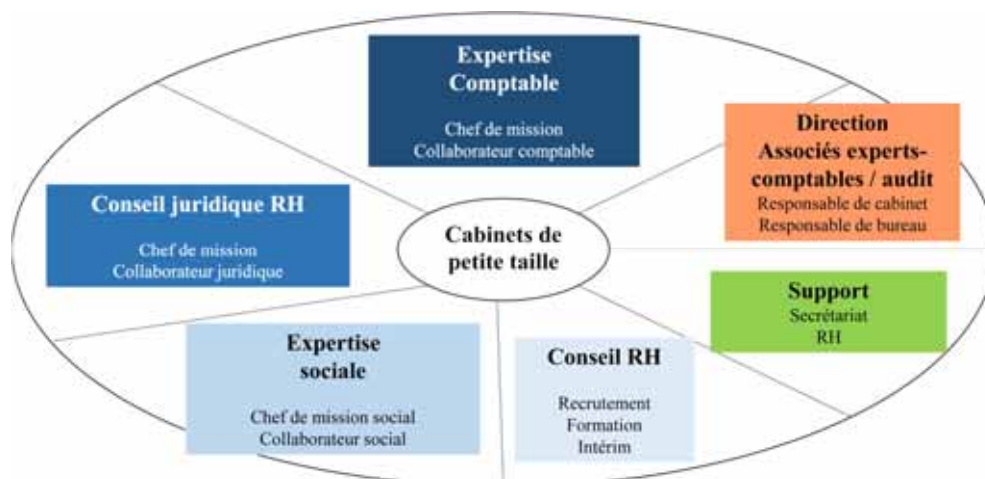 Expertise
Comptable
Chef de mission
Collaborateur comptable
Direction
Associés experts-
comptables / audit
Responsable de cabinet
Responsable de bureau
Conseil juridique RH
Chef de mission
Collaborateur juridique
Cabinets de
petite taille
Support
Secrétariat
RH
Expertise
sociale
Chef de mission social
Collaborateur social
Conseil RH
Recrutement
Formation
Intérim